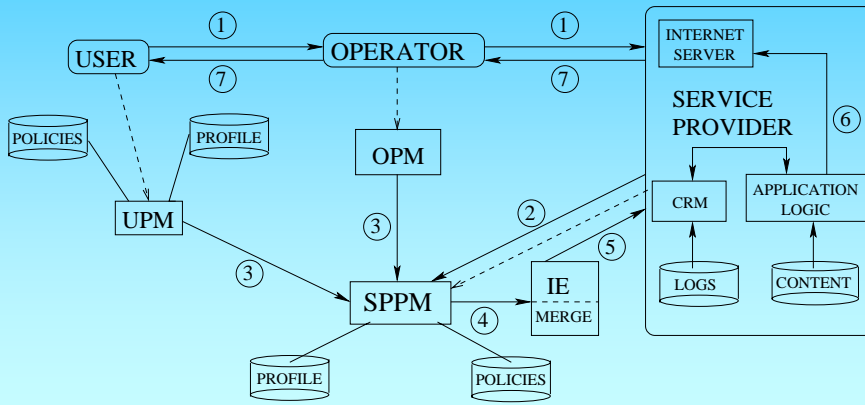 1
1
USER
OPERATOR
INTERNET
SERVER
7
7
SERVICE
PROVIDER
6
POLICIES
PROFILE
OPM
UPM
2
CRM
APPLICATION
LOGIC
3
3
5
SPPM
4
IE
MERGE
LOGS
CONTENT
PROFILE
POLICIES